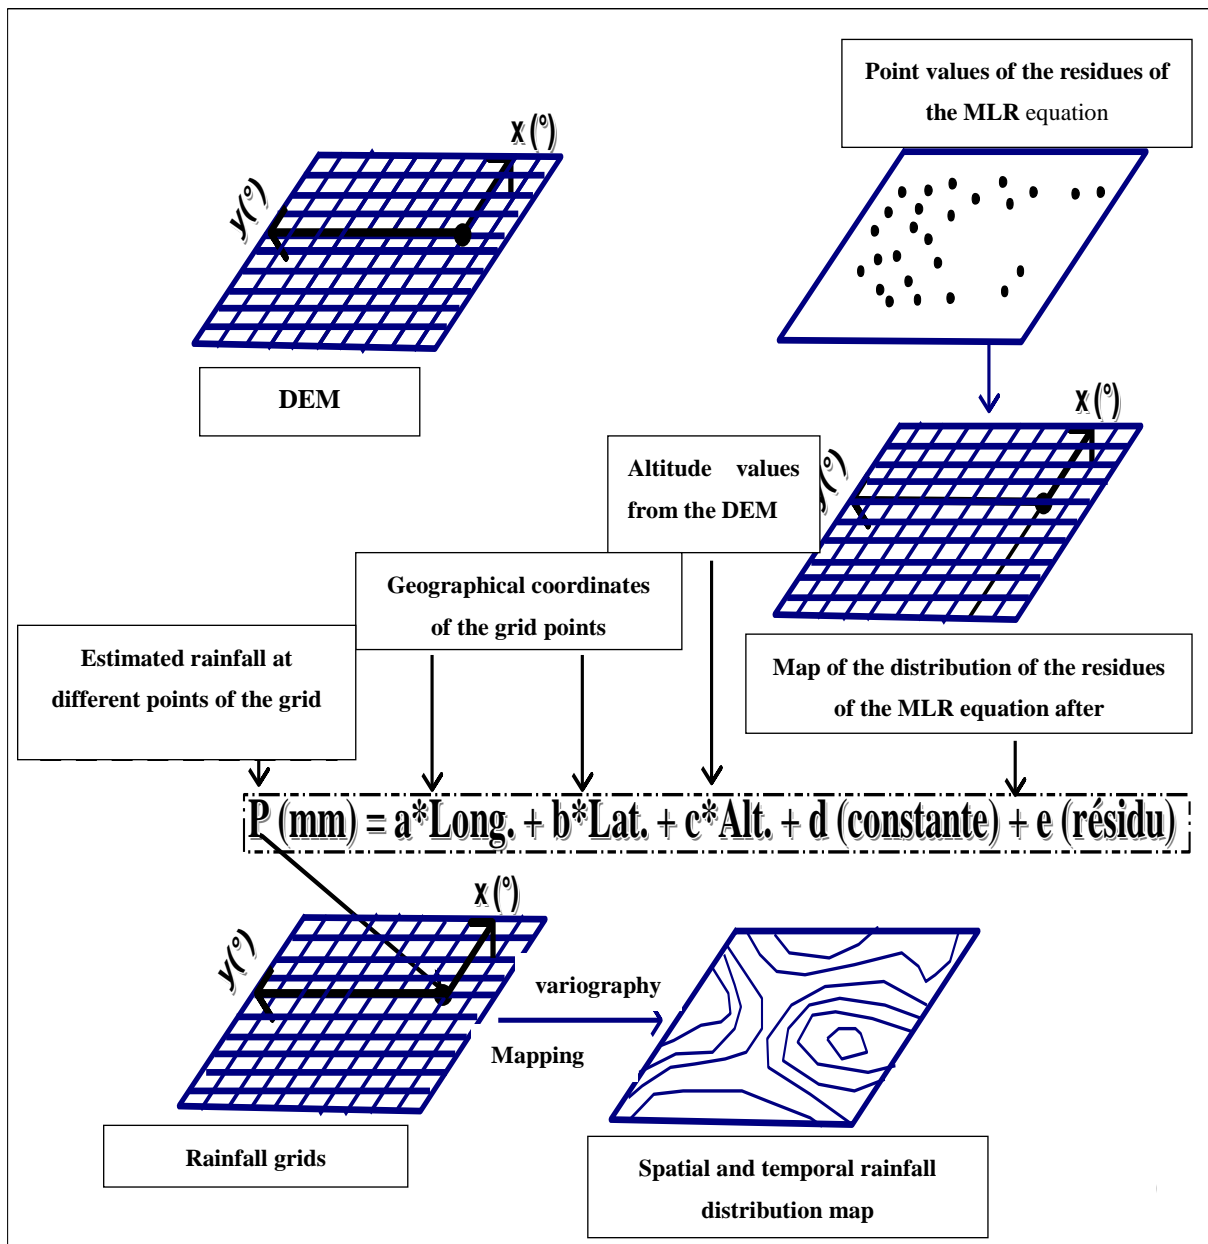 Point values of the residues of
the MLR equation
x (°)
y(°)
DEM
x (°)
(°)
Altitude values
from the DEM
Geographical coordinates
of the grid points
Estimated rainfall at
different points of the grid
Map of the distribution of the residues
of the MLR equation after
P (mm) = a*Long. + b*Lat. + c*Alt. + d (constante) + e (résidu)
x (°)
y(°)
variography
Mapping
Rainfall grids
Spatial and temporal rainfall
distribution map